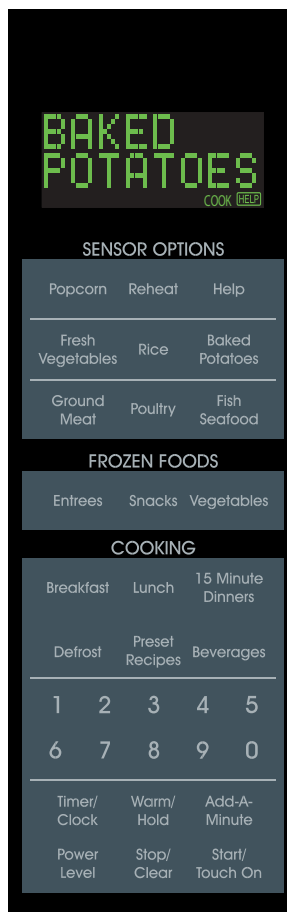 BAKED
POTATOES
COOK HELP
SENSOR OPTIONS
Popcorn Reheat Help
Fresh Vegetables Rice Baked Potatoes
Ground Meat Poultry Fish Seafood
FROZEN FOODS
Entrees Snacks Vegetables
COOKING
Breakfast Lunch 15 Minute Dinners
Defrost Preset Recipes Beverages
1 2 3 4 5
6 7 8 9 0
Timer/ Clock Warm/ Hold Add-A- Minute
Power Level Stop/ Clear Start/ Touch On